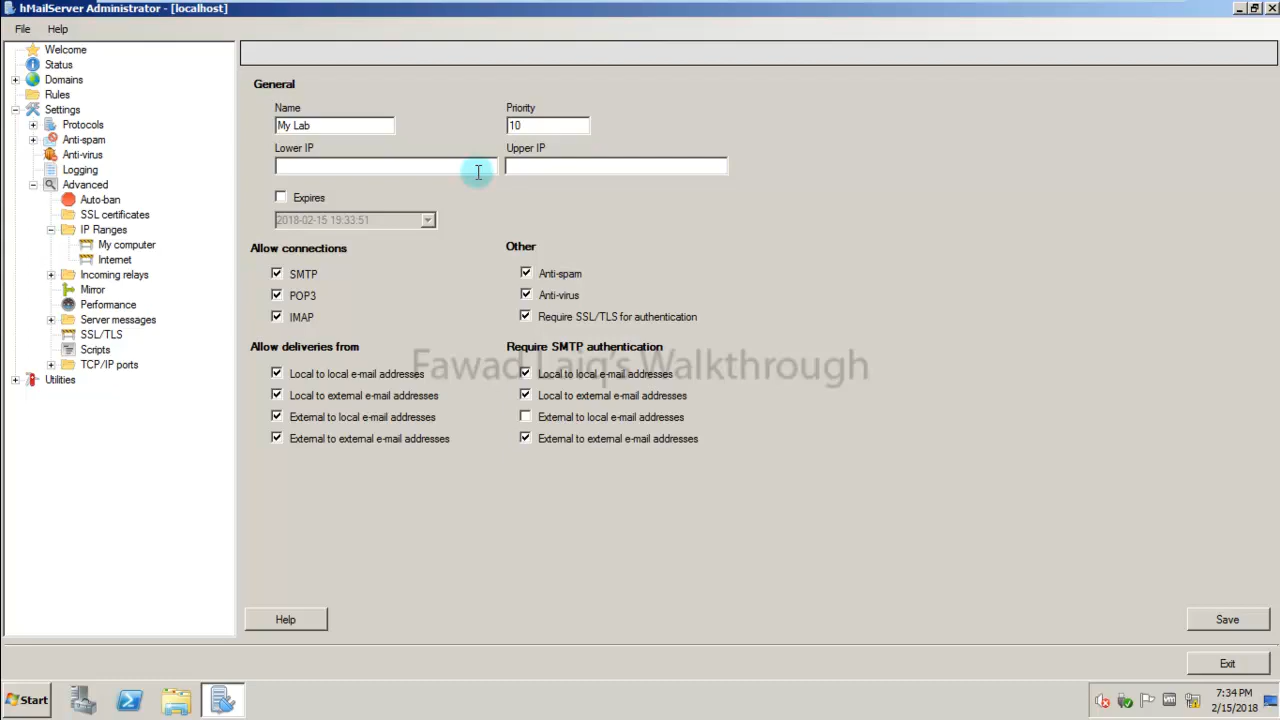 hMailServer Administrator - [localhost]
File Help
Welcome
Status
Domains
Rules
Settings
Protocols
Anti-spam
Anti-virus
Logging
Advanced
Auto-ban
SSL certificates
IP Ranges
My computer
Internet
Incoming relays
Mirror
Performance
Server messages
SSL/TLS
Scripts
TCP/IP ports
Utilities
General
Name Priority
My Lab 10
Lower IP Upper IP
Expires
2018-02-15 19:33:51
Allow connections
SMTP
POP3
IMAP
Other
Anti-spam
Anti-virus
Require SSL/TLS for authentication
Allow deliveries from
Local to local e-mail addresses
Local to external e-mail addresses
External to local e-mail addresses
External to external e-mail addresses
Require SMTP authentication
Local to local e-mail addresses
Local to external e-mail addresses
External to local e-mail addresses
External to external e-mail addresses
Fawad Laiq's Walkthrough
Help Save
Exit
Start
7:34 PM
2/15/2018